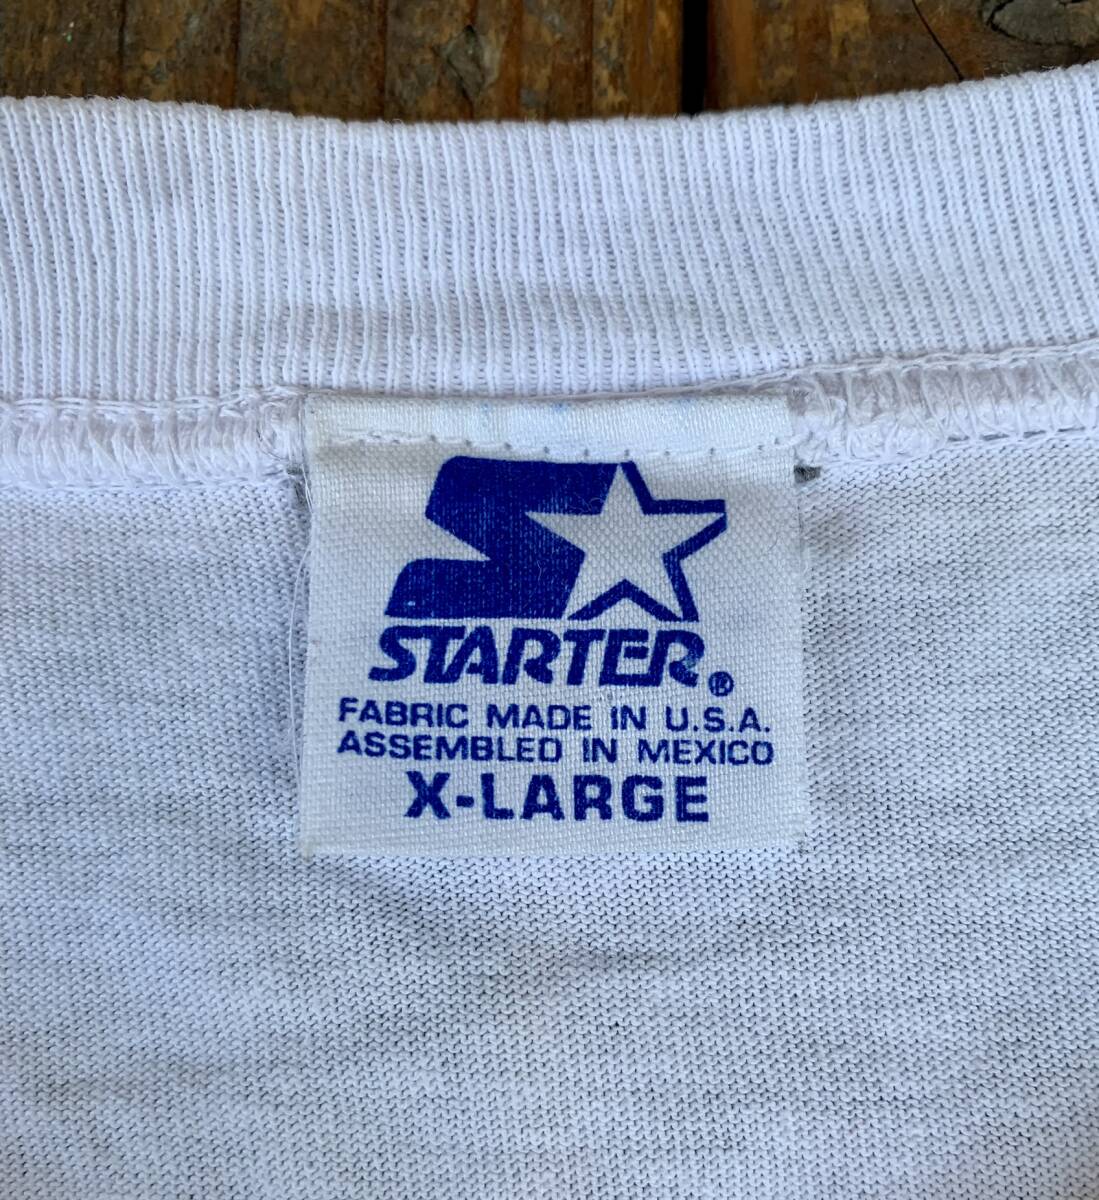 STARTER®
FABRIC MADE IN U.S.A.
ASSEMBLED IN MEXICO
X-LARGE